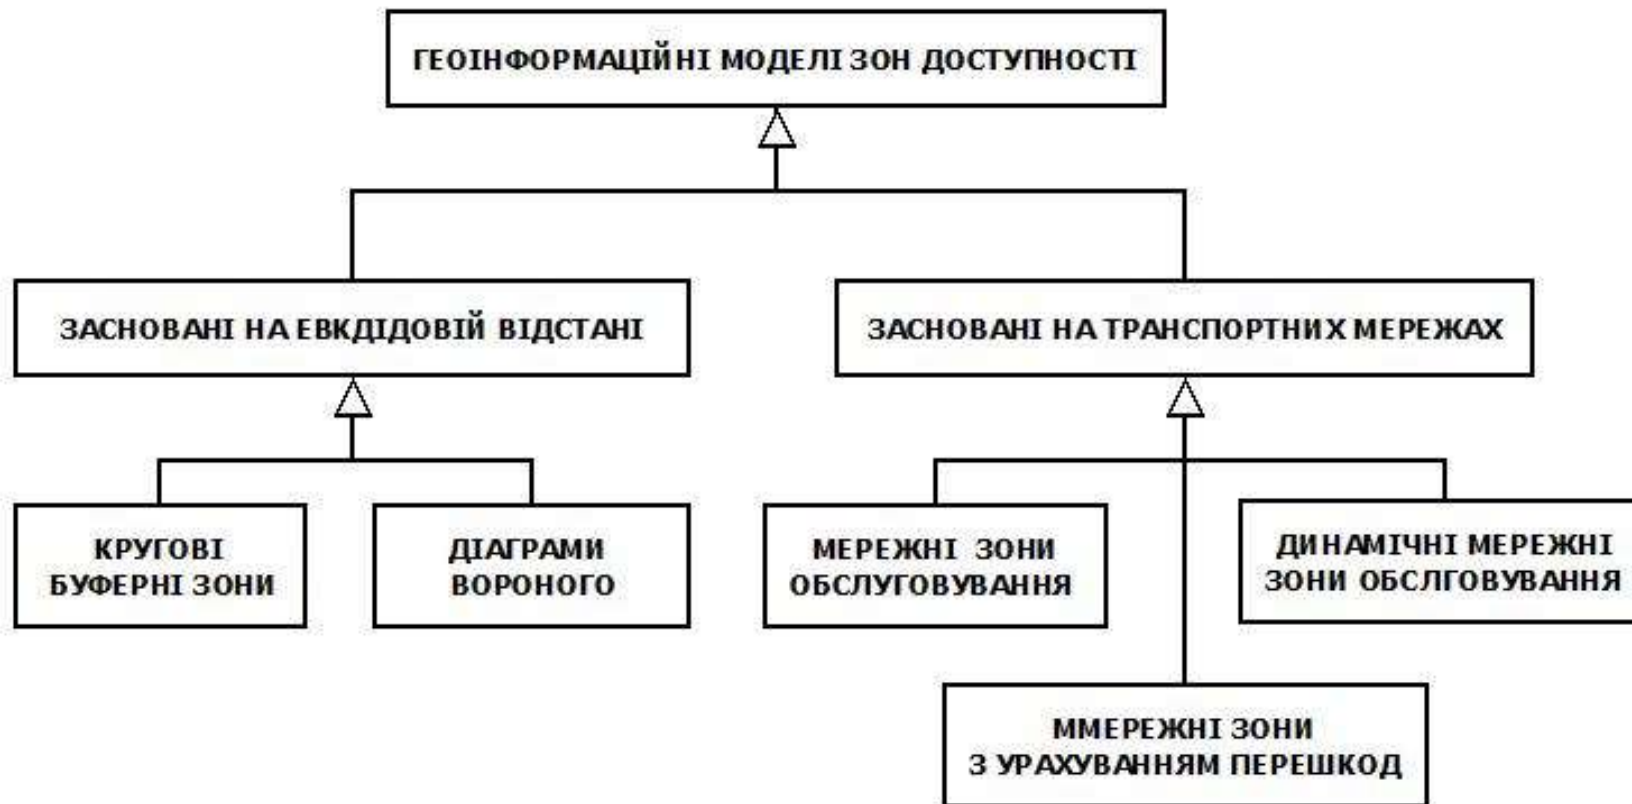 ГЕОІНФОРМАЦІЙНІ МОДЕЛІ ЗОН ДОСТУПНОСТІ
ЗАСНОВАНІ НА ЕВКДІДОВІЙ ВІДСТАНІ
ЗАСНОВАНІ НА ТРАНСПОРТНИХ МЕРЕЖАХ
КРУГОВІ
БУФЕРНІ ЗОНИ
ДІАГРАМИ
ВОРОНОГО
МЕРЕЖНІ ЗОНИ
ОБСЛУГОВУВАННЯ
ДИНАМІЧНІ МЕРЕЖНІ
ЗОНИ ОБСЛГОВУВАННЯ
ММЕРЕЖНІ ЗОНИ
З УРАХУВАННЯМ ПЕРЕШКОД